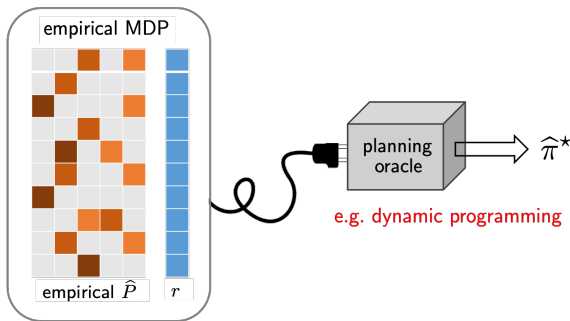 empirical MDP
empirical P̂
r
planning
oracle
π̂⋆
e.g. dynamic programming